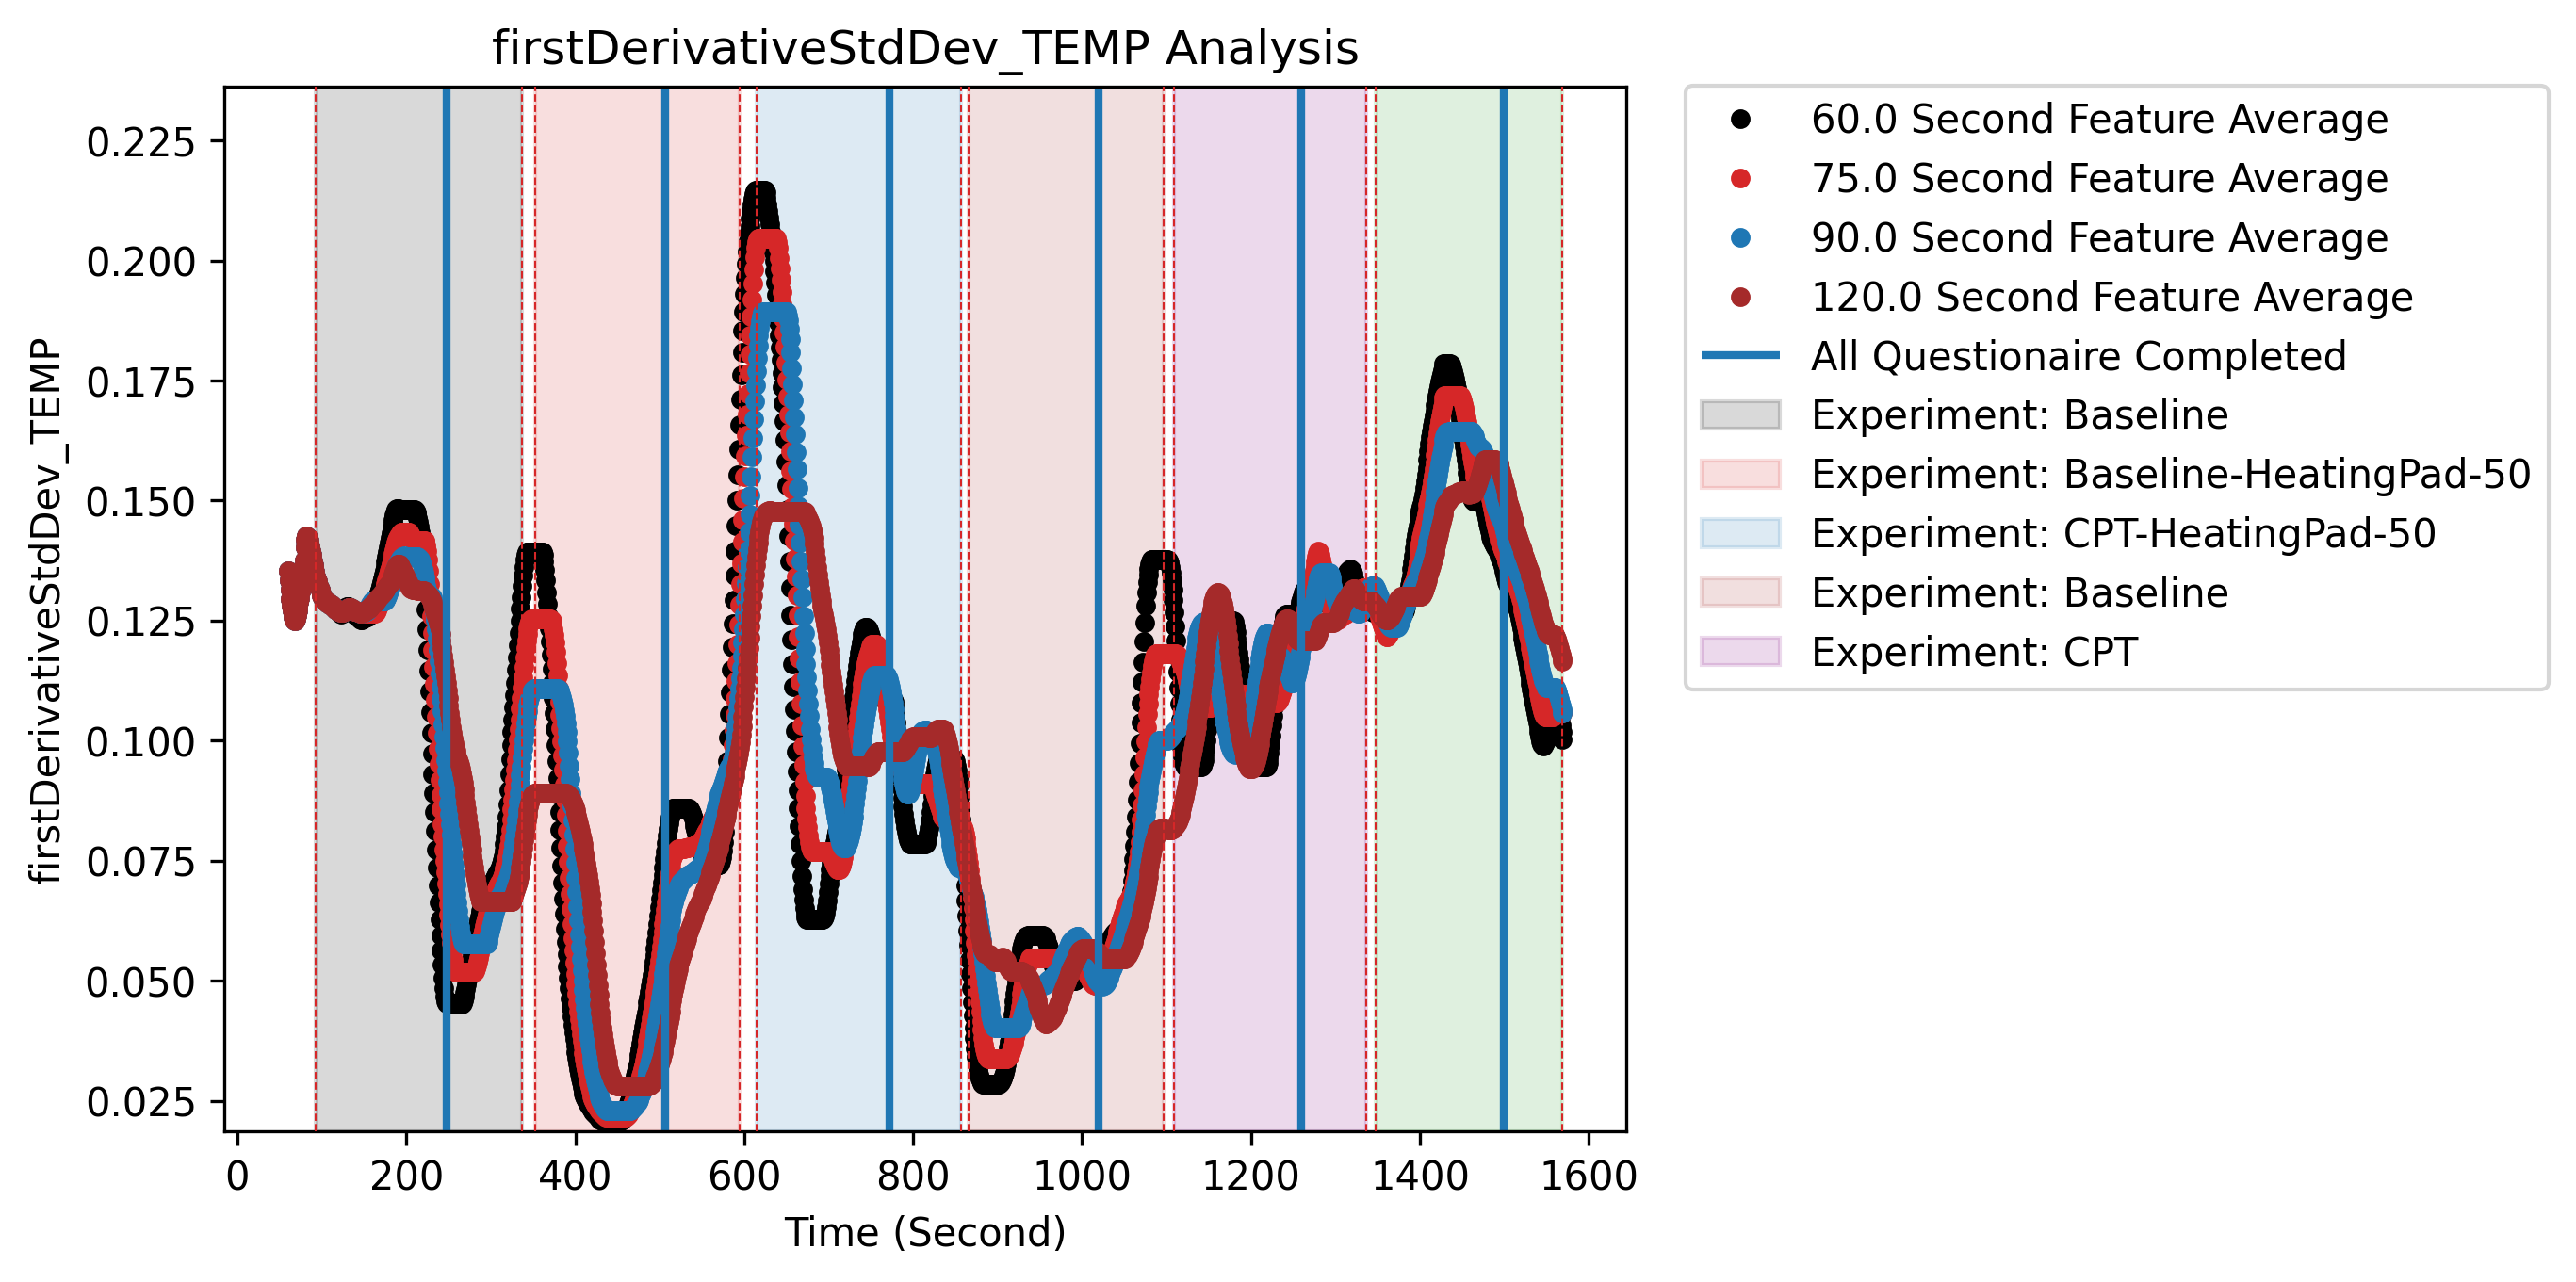 firstDerivativeStdDev_TEMP Analysis
firstDerivativeStdDev_TEMP
0.225
0.200
0.175
0.150
0.125
0.100
0.075
0.050
0.025
0 200 400 600 800 1000 1200 1400 1600
Time (Second)
60.0 Second Feature Average
75.0 Second Feature Average
90.0 Second Feature Average
120.0 Second Feature Average
All Questionaire Completed
Experiment: Baseline
Experiment: Baseline-HeatingPad-50
Experiment: CPT-HeatingPad-50
Experiment: Baseline
Experiment: CPT